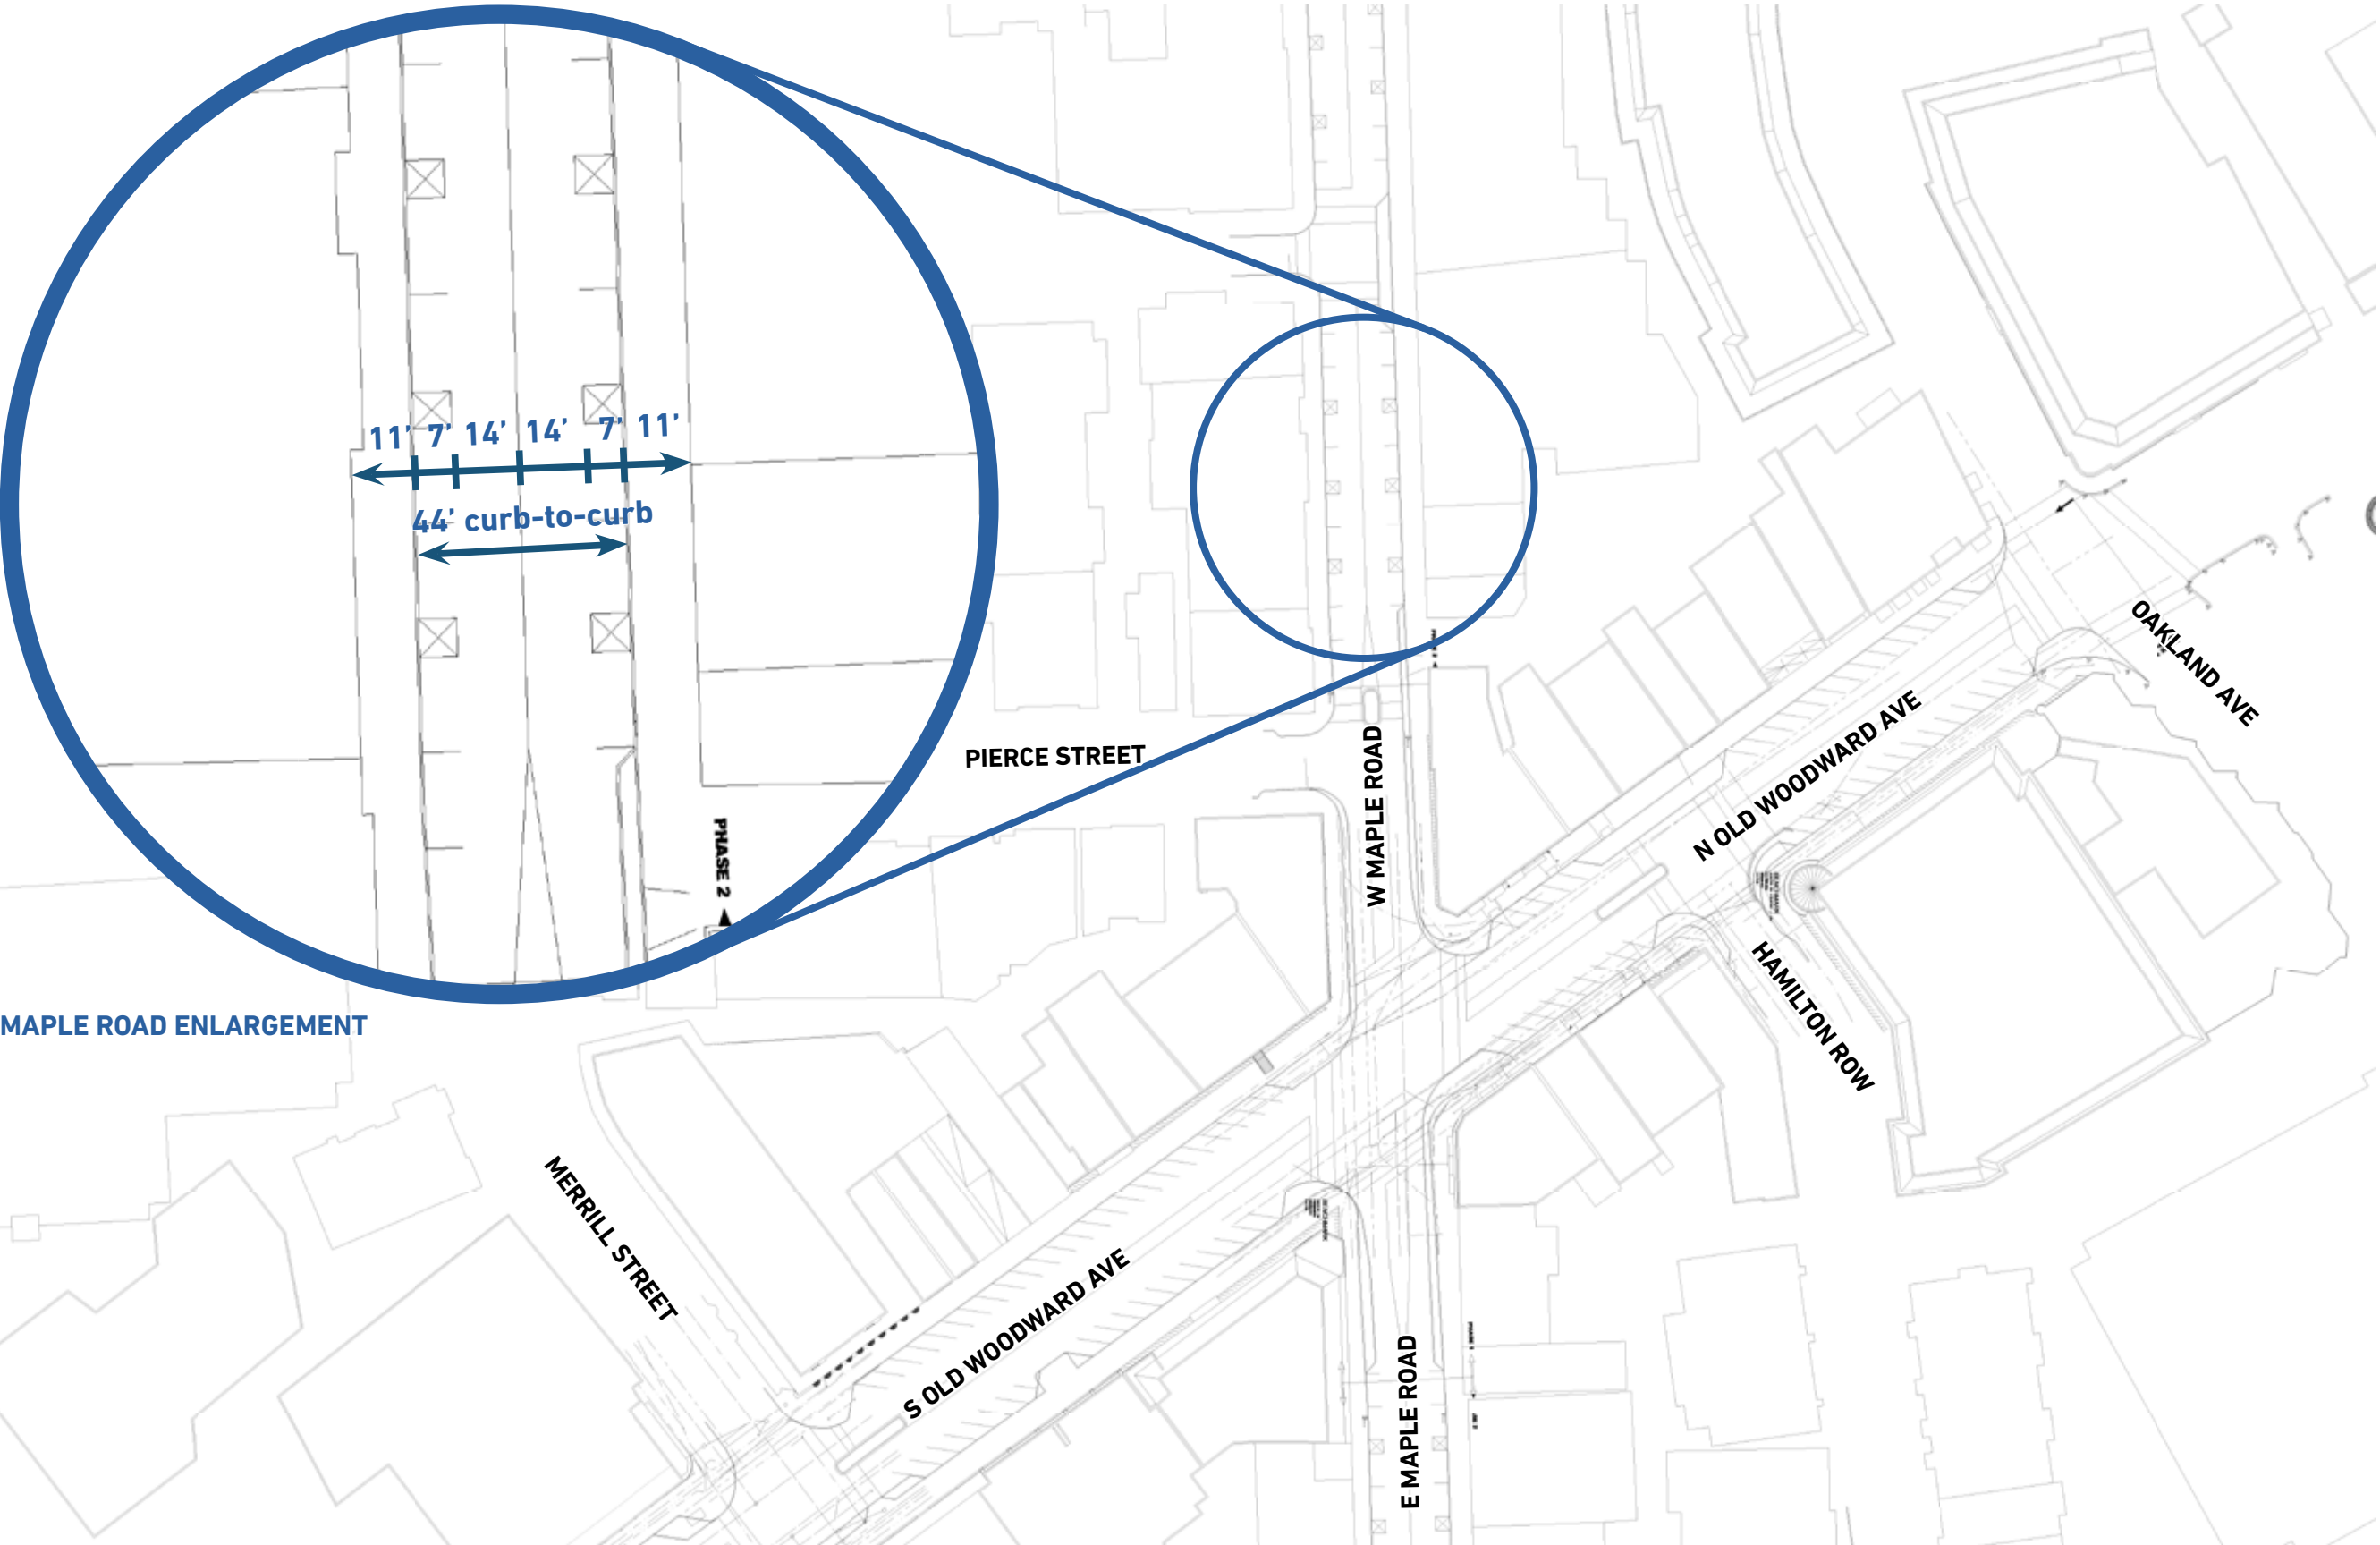 11' 7' 14' 14' 7' 11'
44' curb-to-curb
PHASE 2
MAPLE ROAD ENLARGEMENT
PIERCE STREET
W MAPLE ROAD
N OLD WOODWARD AVE
OAKLAND AVE
HAMILTON ROW
MERRILL STREET
S OLD WOODWARD AVE
E MAPLE ROAD